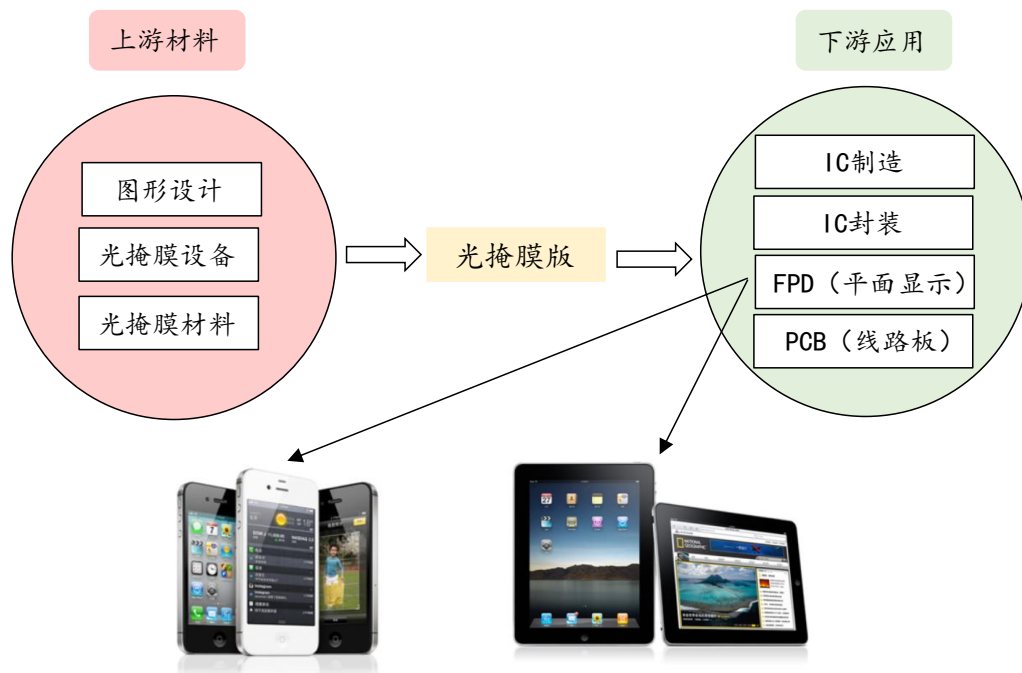 上游材料
下游应用
图形设计
光掩膜设备
光掩膜材料
光掩膜版
IC制造
IC封装
FPD（平面显示）
PCB（线路板）
NATIONAL
GEOGRAPHIC